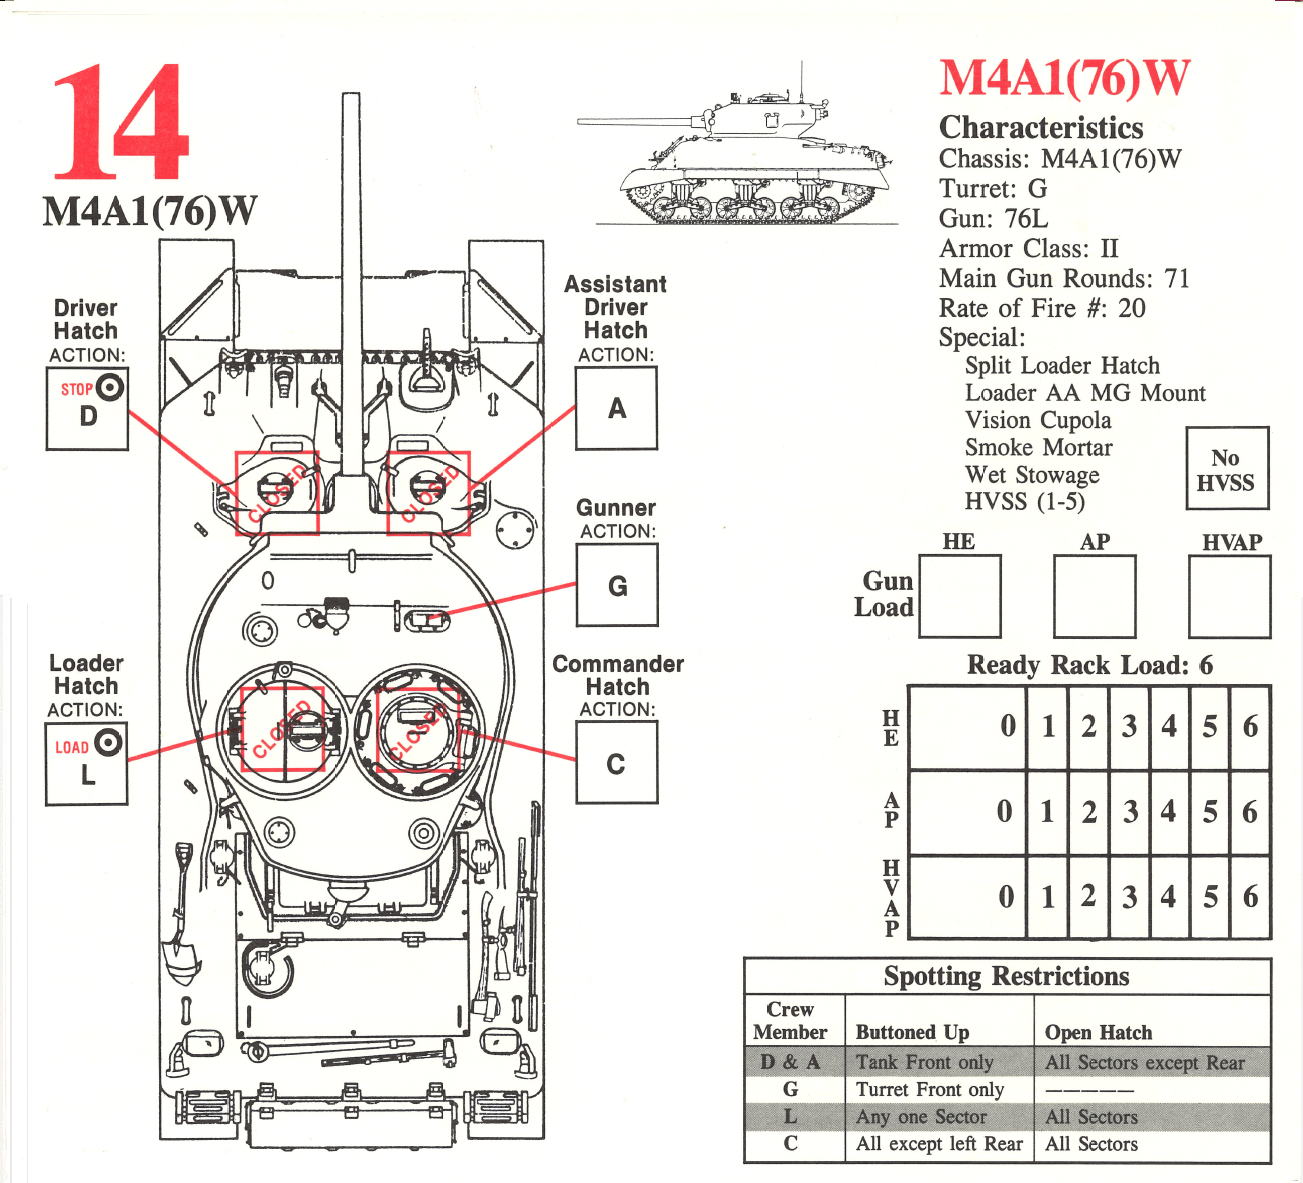 14
M4A1(76)W
Driver
Hatch
ACTION:
STOP
D
Assistant
Driver
Hatch
ACTION:
A
CLOSED
CLOSED
Gunner
ACTION:
G
Loader
Hatch
ACTION:
LOAD
L
Commander
Hatch
ACTION:
C
CLOSED
CLOSED
M4A1(76)W
Characteristics
Chassis: M4A1(76)W
Turret: G
Gun: 76L
Armor Class: II
Main Gun Rounds: 71
Rate of Fire #: 20
Special:
Split Loader Hatch
Loader AA MG Mount
Vision Cupola
Smoke Mortar
Wet Stowage
HVSS (1-5)
No
HVSS
HE AP HVAP
Gun
Load
Ready Rack Load: 6
HE 0 1 2 3 4 5 6
AP 0 1 2 3 4 5 6
HVAP 0 1 2 3 4 5 6
Spotting Restrictions
Crew
Member Buttoned Up Open Hatch
D & A Tank Front only All Sectors except Rear
G Turret Front only —————
L Any one Sector All Sectors
C All except left Rear All Sectors